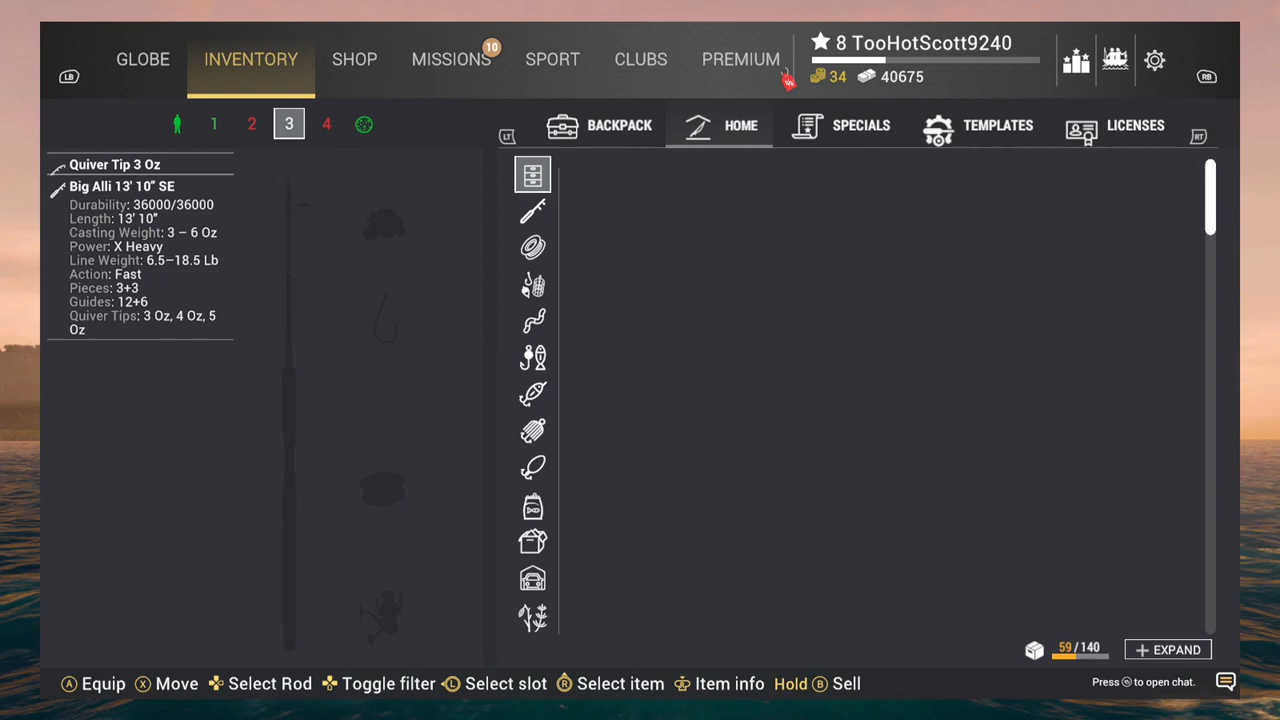 GLOBE INVENTORY SHOP MISSIONS 10 SPORT CLUBS PREMIUM
8 TooHotScott9240
34 40675
LB
RB
1 2 3 4
LT BACKPACK HOME SPECIALS TEMPLATES LICENSES RT
Quiver Tip 3 Oz
Big Alli 13' 10" SE
Durability: 36000/36000
Length: 13' 10"
Casting Weight: 3 – 6 Oz
Power: X Heavy
Line Weight: 6.5–18.5 Lb
Action: Fast
Pieces: 3+3
Guides: 12+6
Quiver Tips: 3 Oz, 4 Oz, 5
Oz
59/140 + EXPAND
A Equip X Move Select Rod Toggle filter L Select slot R Select item Item info Hold B Sell
Press to open chat.